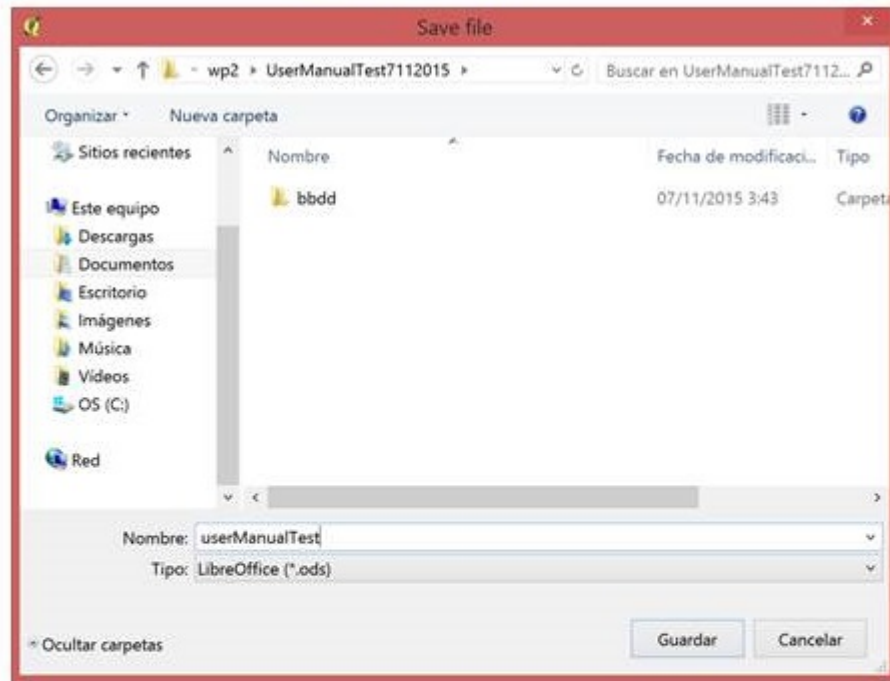 Save file
wp2 UserManualTest7112015
Buscar en UserManualTest7112...
Organizar Nueva carpeta
Sitios recientes
Este equipo
Descargas
Documentos
Escritorio
Imágenes
Música
Vídeos
OS (C:)
Red
Nombre Fecha de modificaci... Tipo
bbdd 07/11/2015 3:43 Carpeta
Nombre: userManualTest
Tipo: LibreOffice (*.ods)
Ocultar carpetas
Guardar Cancelar